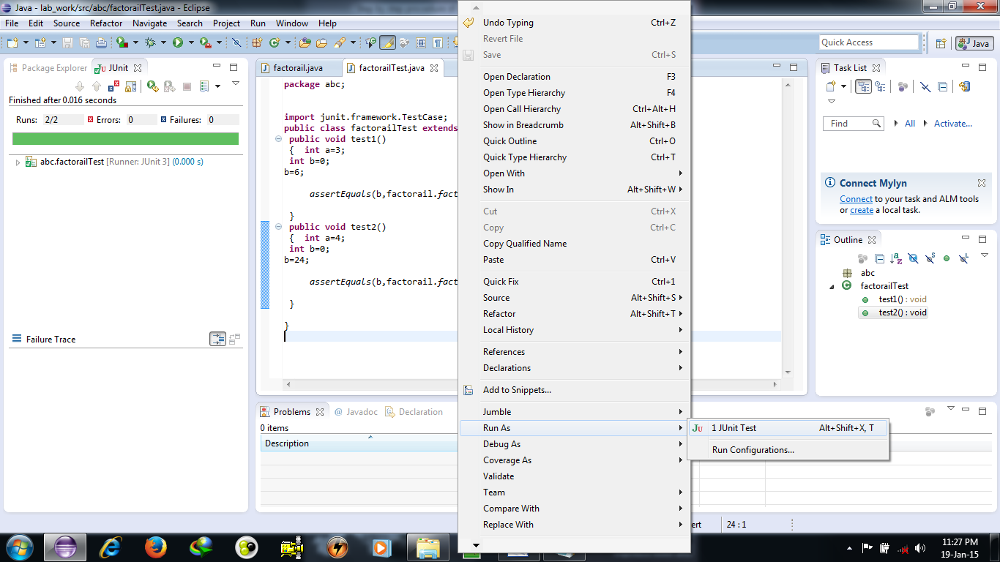 Java - lab_work/src/abc/factorailTest.java - Eclipse
File Edit Source Refactor Navigate Search Project Run Window Help
Quick Access
Java
Package Explorer JUnit
Finished after 0.016 seconds
Runs: 2/2 Errors: 0 Failures: 0
abc.factorailTest [Runner: JUnit 3] (0.000 s)
Failure Trace
factorail.java factorailTest.java
package abc;
import junit.framework.TestCase;
public class factorailTest extends
public void test1()
{ int a=3;
int b=0;
b=6;
assertEquals(b,factorail.fact
}
public void test2()
{ int a=4;
int b=0;
b=24;
assertEquals(b,factorail.fact
}
}
Undo Typing Ctrl+Z
Revert File
Save Ctrl+S
Open Declaration F3
Open Type Hierarchy F4
Open Call Hierarchy Ctrl+Alt+H
Show in Breadcrumb Alt+Shift+B
Quick Outline Ctrl+O
Quick Type Hierarchy Ctrl+T
Open With
Show In Alt+Shift+W
Cut Ctrl+X
Copy Ctrl+C
Copy Qualified Name
Paste Ctrl+V
Quick Fix Ctrl+1
Source Alt+Shift+S
Refactor Alt+Shift+T
Local History
References
Declarations
Add to Snippets...
Jumble
Run As
Debug As
Coverage As
Validate
Team
Compare With
Replace With
1 JUnit Test Alt+Shift+X, T
Run Configurations...
Task List
Find All Activate...
Connect Mylyn
Connect to your task and ALM tools
or create a local task.
Outline
abc
factorailTest
test1() : void
test2() : void
Problems Javadoc Declaration
0 items
Description
ert 24 : 1
11:27 PM
19-Jan-15